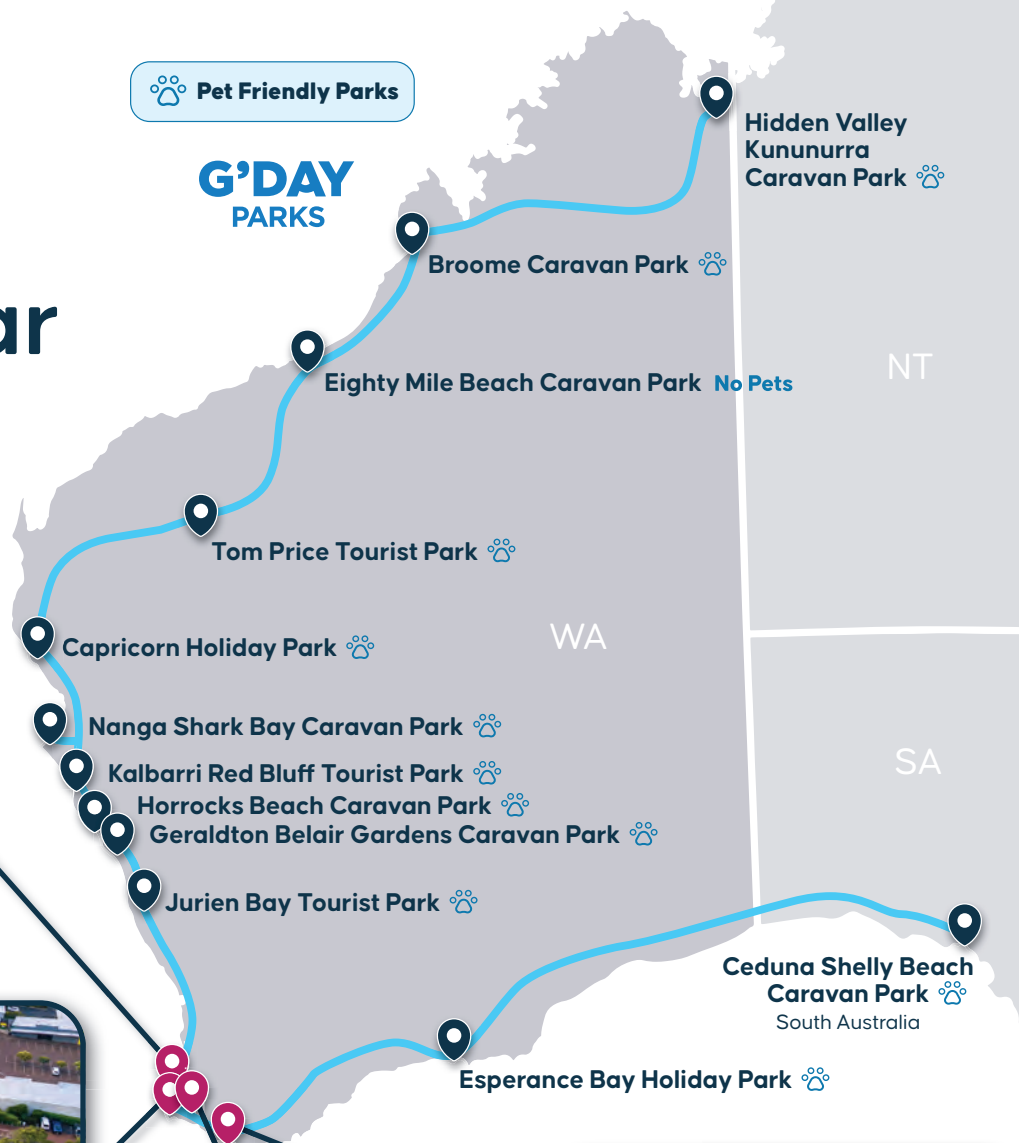 Pet Friendly Parks
G'DAY
PARKS
Hidden Valley
Kununurra
Caravan Park
Broome Caravan Park
ar
Eighty Mile Beach Caravan Park No Pets
NT
Tom Price Tourist Park
WA
Capricorn Holiday Park
Nanga Shark Bay Caravan Park
Kalbarri Red Bluff Tourist Park
SA
Horrocks Beach Caravan Park
Geraldton Belair Gardens Caravan Park
Jurien Bay Tourist Park
Ceduna Shelly Beach
Caravan Park
South Australia
Esperance Bay Holiday Park